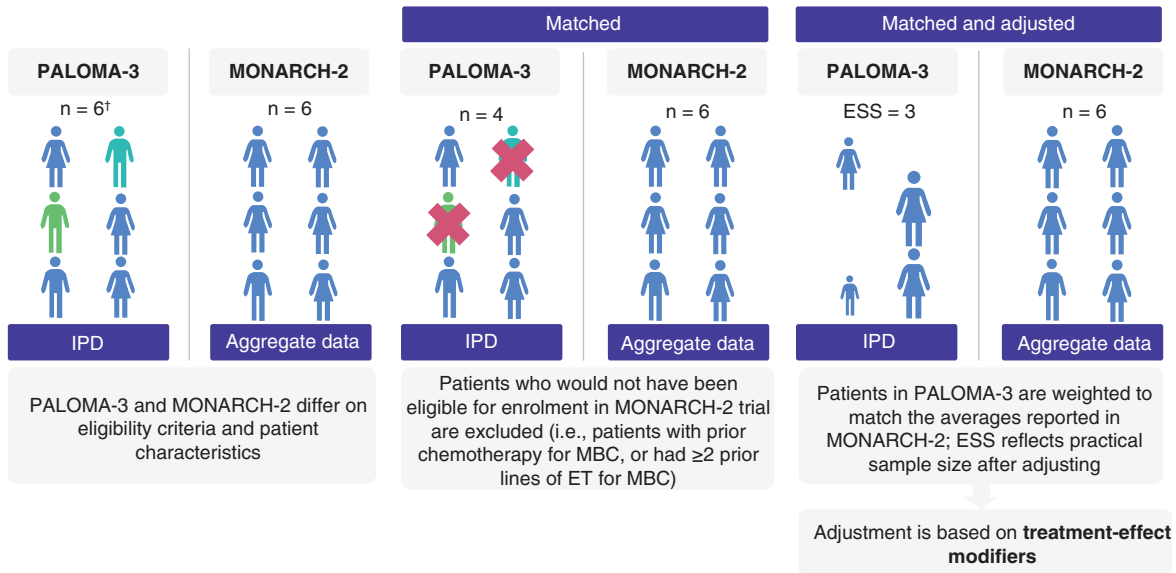 Matched
Matched and adjusted
PALOMA-3
MONARCH-2
PALOMA-3
MONARCH-2
PALOMA-3
MONARCH-2
n = 6†
n = 6
n = 4
n = 6
ESS = 3
n = 6
IPD
Aggregate data
IPD
Aggregate data
IPD
Aggregate data
PALOMA-3 and MONARCH-2 differ on
eligibility criteria and patient
characteristics
Patients who would not have been
eligible for enrolment in MONARCH-2 trial
are excluded (i.e., patients with prior
chemotherapy for MBC, or had ≥2 prior
lines of ET for MBC)
Patients in PALOMA-3 are weighted to
match the averages reported in
MONARCH-2; ESS reflects practical
sample size after adjusting
Adjustment is based on treatment-effect
modifiers